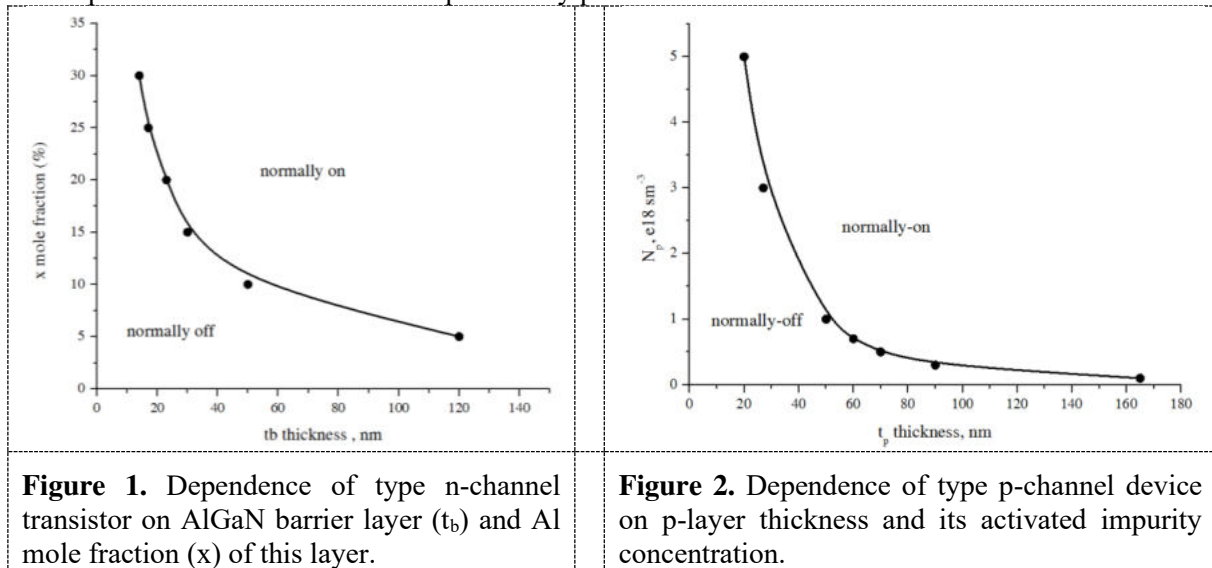 35
30
25
20
15
10
5
0
x mole fraction (%)
normally on
normally off
0 20 40 60 80 100 120 140
tb thickness , nm
5
4
3
2
1
0
N_p, e18 sm^-3
normally-on
normally-off
0 20 40 60 80 100 120 140 160 180
t_p thickness, nm
Figure 1. Dependence of type n-channel
transistor on AlGaN barrier layer (t_b) and Al
mole fraction (x) of this layer.
Figure 2. Dependence of type p-channel device
on p-layer thickness and its activated impurity
concentration.